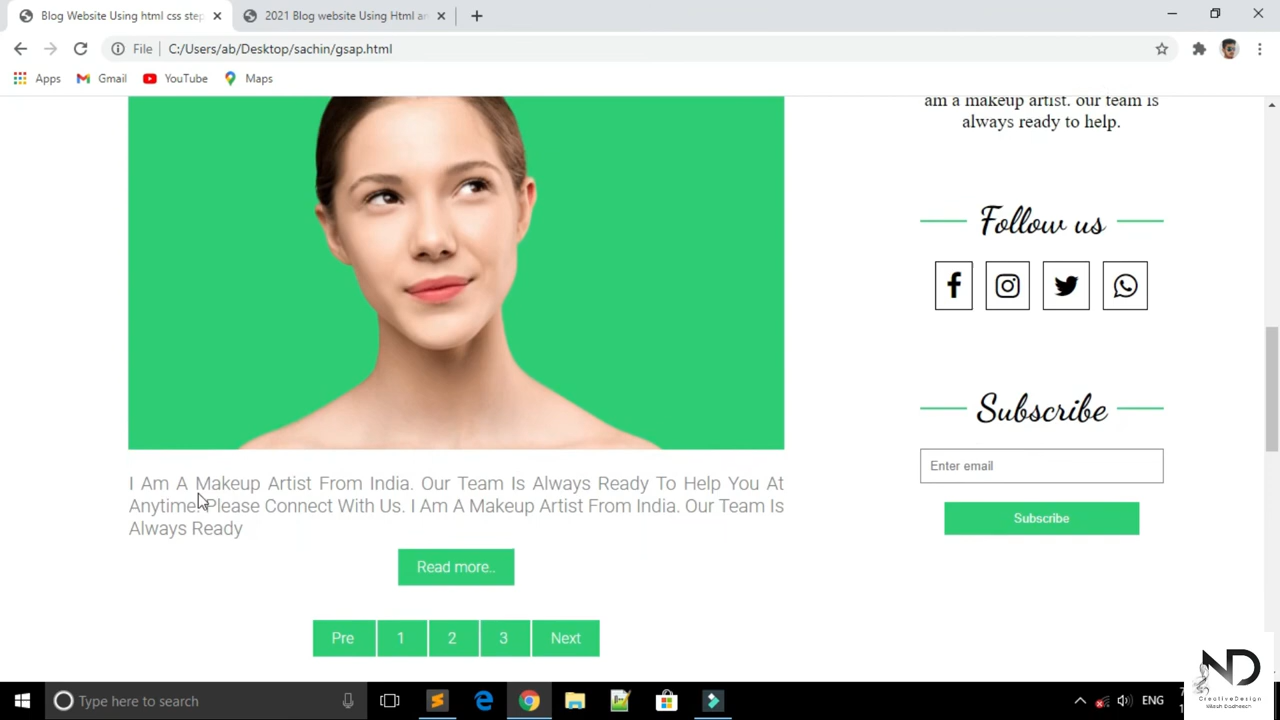 Blog Website Using html css step
2021 Blog website Using Html an
File
C:/Users/ab/Desktop/sachin/gsap.html
Apps
Gmail
YouTube
Maps
am a makeup artist. our team is
always ready to help.
Follow us
Subscribe
Enter email
Subscribe
I Am A Makeup Artist From India. Our Team Is Always Ready To Help You At
Anytime. Please Connect With Us. I Am A Makeup Artist From India. Our Team Is
Always Ready
Read more..
Pre
1
2
3
Next
Type here to search
ENG
ND
CreativeDesign